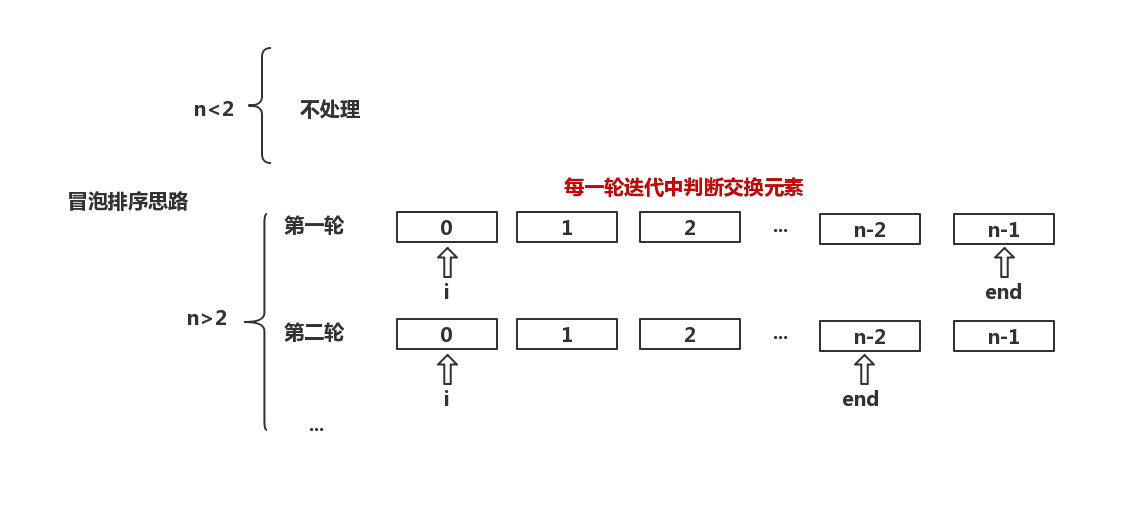 n<2
不处理
冒泡排序思路
每一轮迭代中判断交换元素
n>2
第一轮
0 1 2 ... n-2 n-1
i end
第二轮
0 1 2 ... n-2 n-1
i end
...